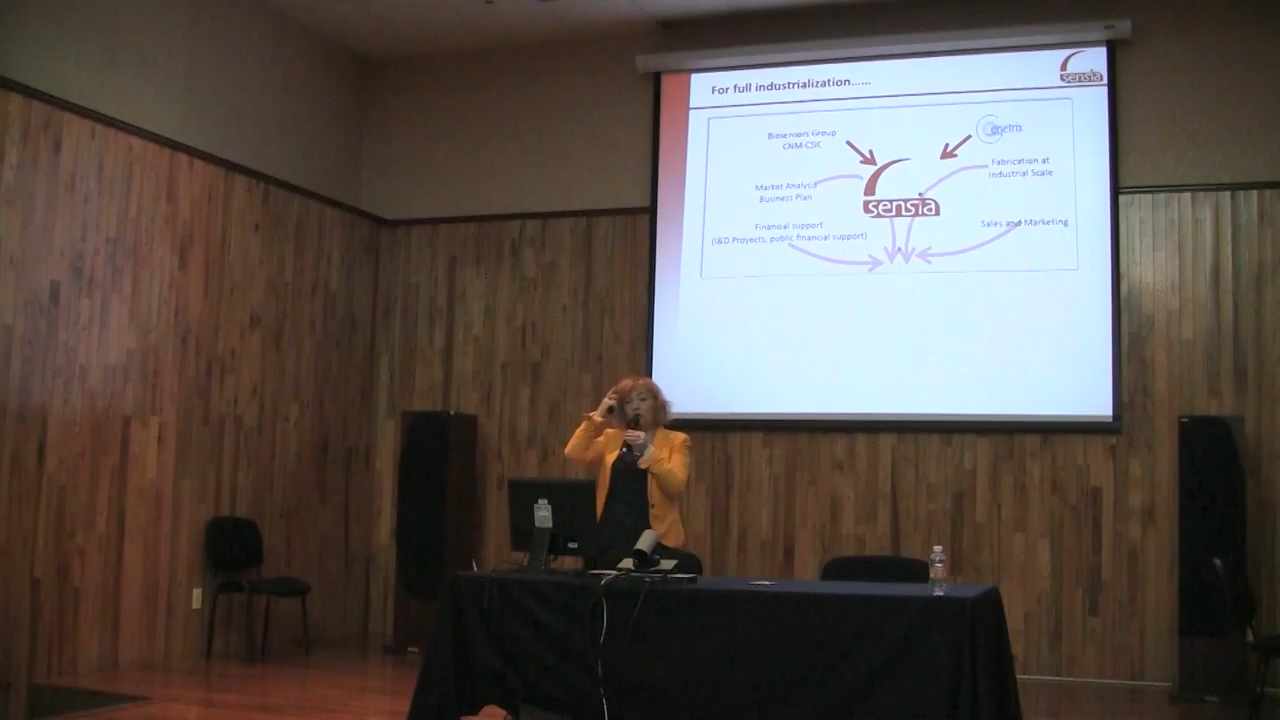 For full industrialization......
sensia
Biosensors Group
CNM-CSIC
Fabrication at
Industrial Scale
Market Analysis
Business Plan
sensia
Financial support
(I&D Proyects, public financial support)
Sales and Marketing